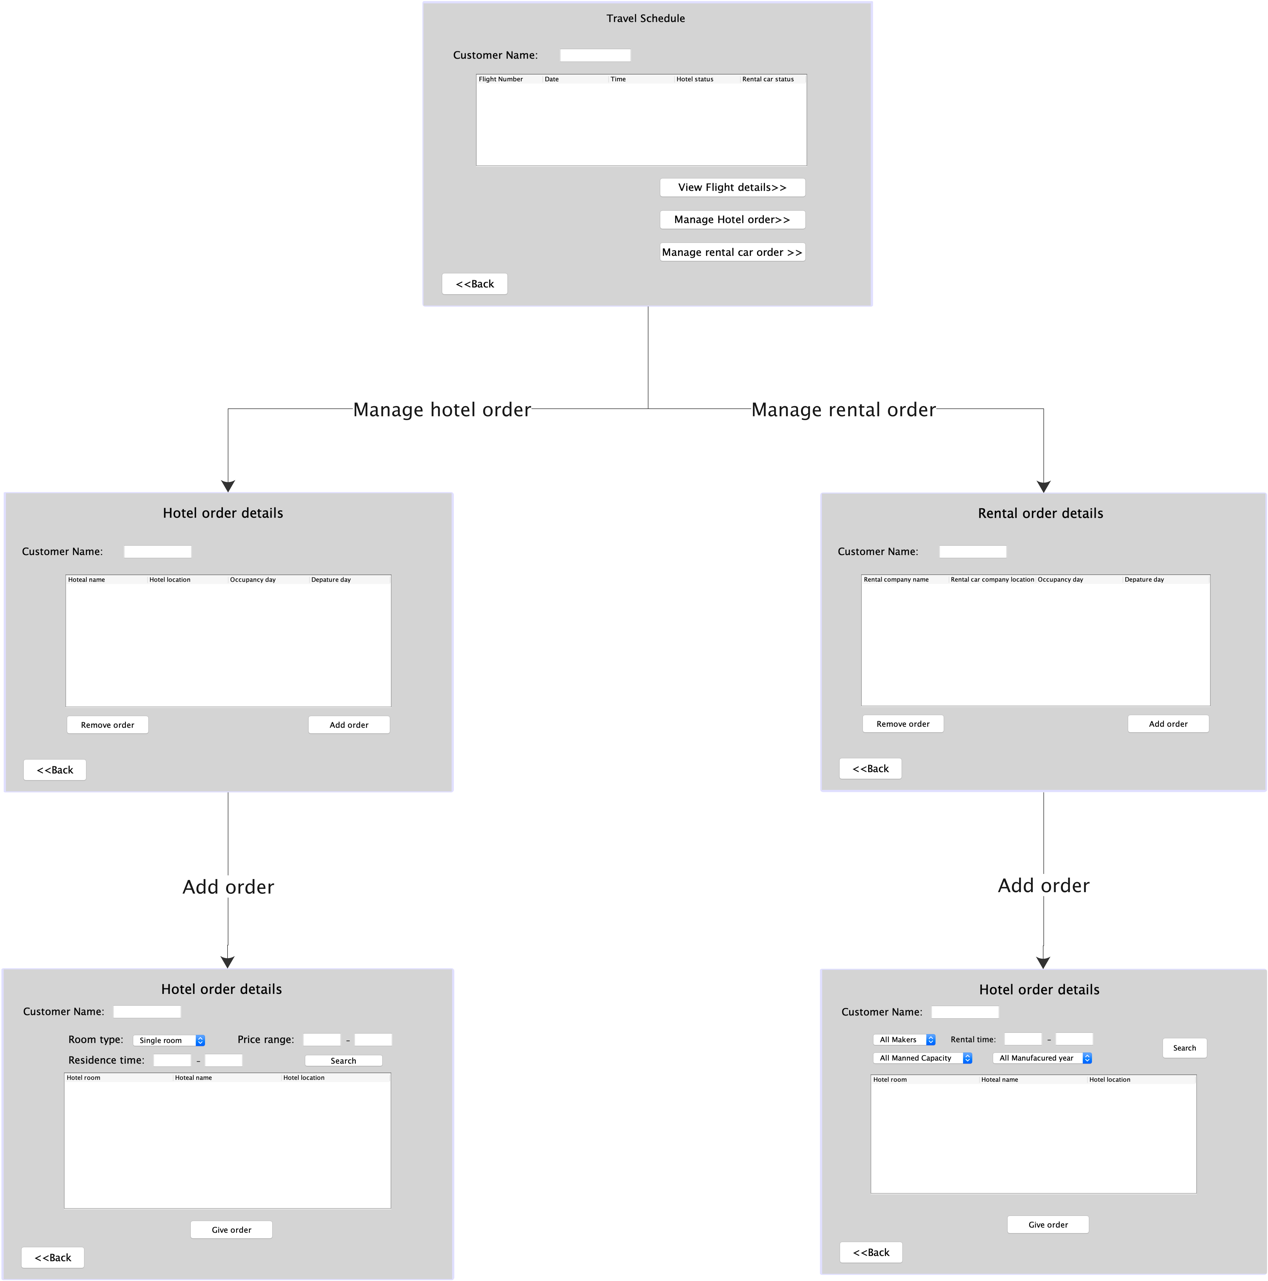 Travel Schedule
Customer Name:
Flight Number Date Time Hotel status Rental car status
View Flight details>>
Manage Hotel order>>
Manage rental car order >>
<<Back
Manage hotel order
Manage rental order
Hotel order details
Customer Name:
Hoteal name Hotel location Occupancy day Depature day
Remove order Add order
<<Back
Rental order details
Customer Name:
Rental company name Rental car company location Occupancy day Depature day
Remove order Add order
<<Back
Add order
Add order
Hotel order details
Customer Name:
Room type: Single room Price range: -
Residence time: - Search
Hotel room Hoteal name Hotel location
Give order
<<Back
Hotel order details
Customer Name:
All Makers Rental time: -
Search
All Manned Capacity All Manufacured year
Hotel room Hoteal name Hotel location
Give order
<<Back